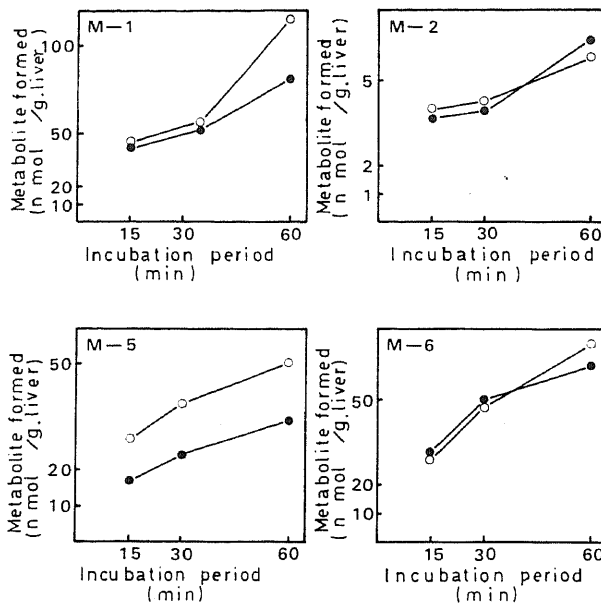 M—1
Metabolite formed
(n mol /g.liver)
100
50
20
10
15 30 60
Incubation period
(min)
M—2
Metabolite formed
(n mol /g.liver)
5
2
1
15 30 60
Incubation period
(min)
M—5
Metabolite formed
(n mol /g.liver)
50
20
10
15 30 60
Incubation period
(min)
M—6
Metabolite formed
(n mol /g.liver)
50
20
10
15 30 60
Incubation period
(min)